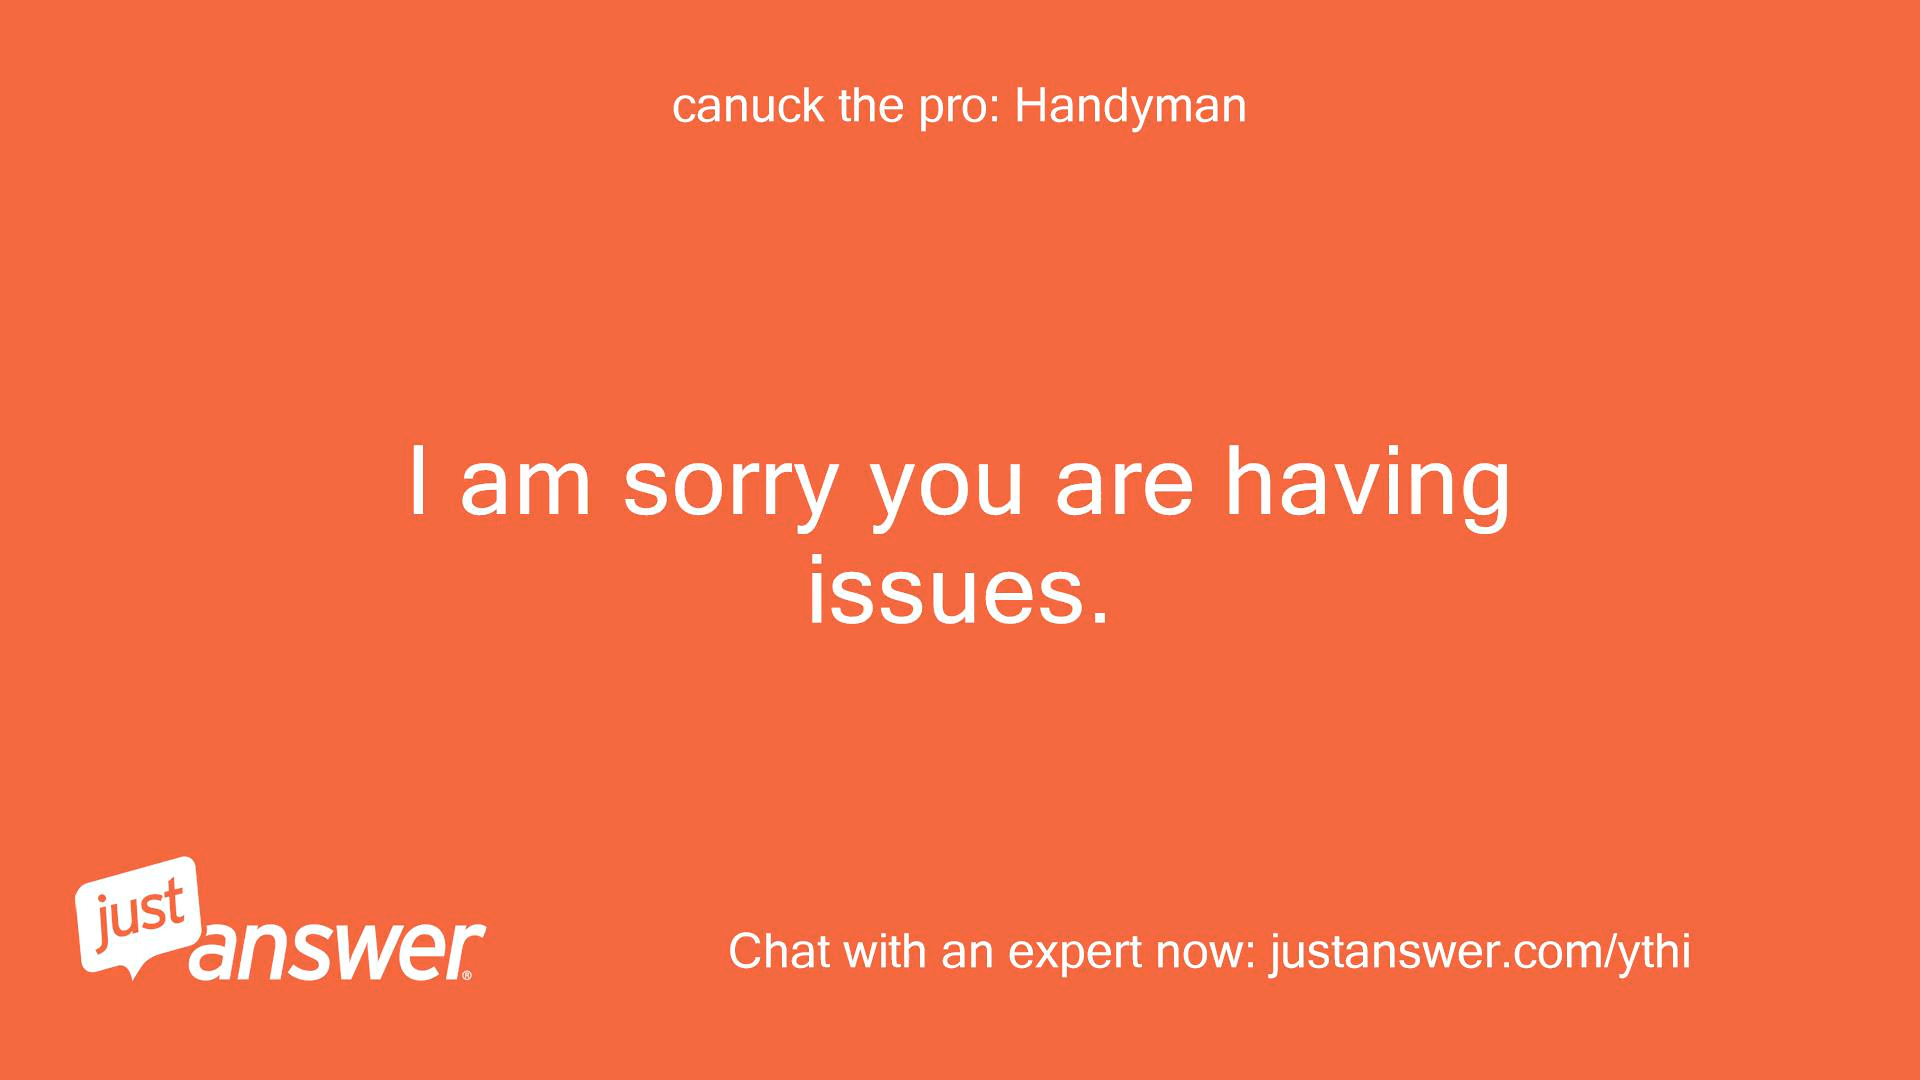 canuck the pro: Handyman
I am sorry you are having
issues.
just
answer®
Chat with an expert now: justanswer.com/ythi